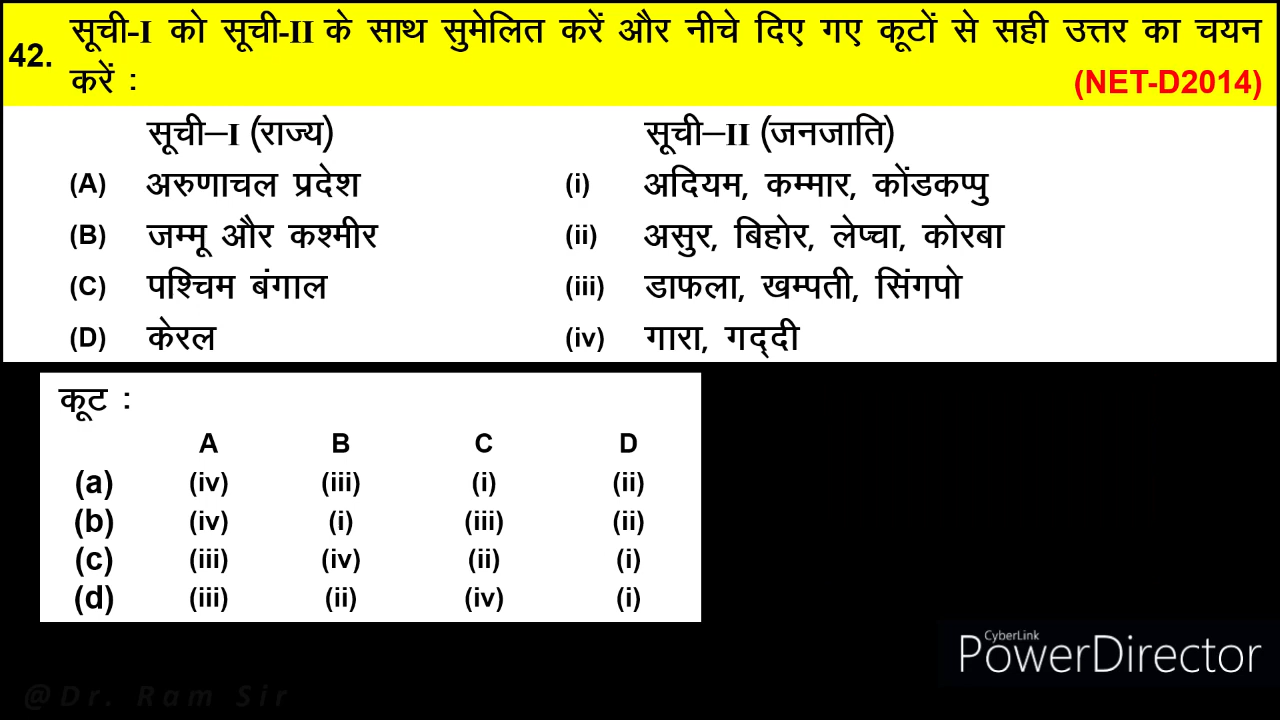 42. सूची-I को सूची-II के साथ सुमेलित करें और नीचे दिए गए कूटों से सही उत्तर का चयन
करें : (NET-D2014)
सूची–I (राज्य) सूची–II (जनजाति)
(A) अरुणाचल प्रदेश (i) अदियम, कम्मार, कोंडकप्पु
(B) जम्मू और कश्मीर (ii) असुर, बिहोर, लेप्चा, कोरबा
(C) पश्चिम बंगाल (iii) डाफला, खम्पती, सिंगपो
(D) केरल (iv) गारा, गद्दी
कूट :
A B C D
(a) (iv) (iii) (i) (ii)
(b) (iv) (i) (iii) (ii)
(c) (iii) (iv) (ii) (i)
(d) (iii) (ii) (iv) (i)
CyberLink
PowerDirector
@Dr. Ram Sir